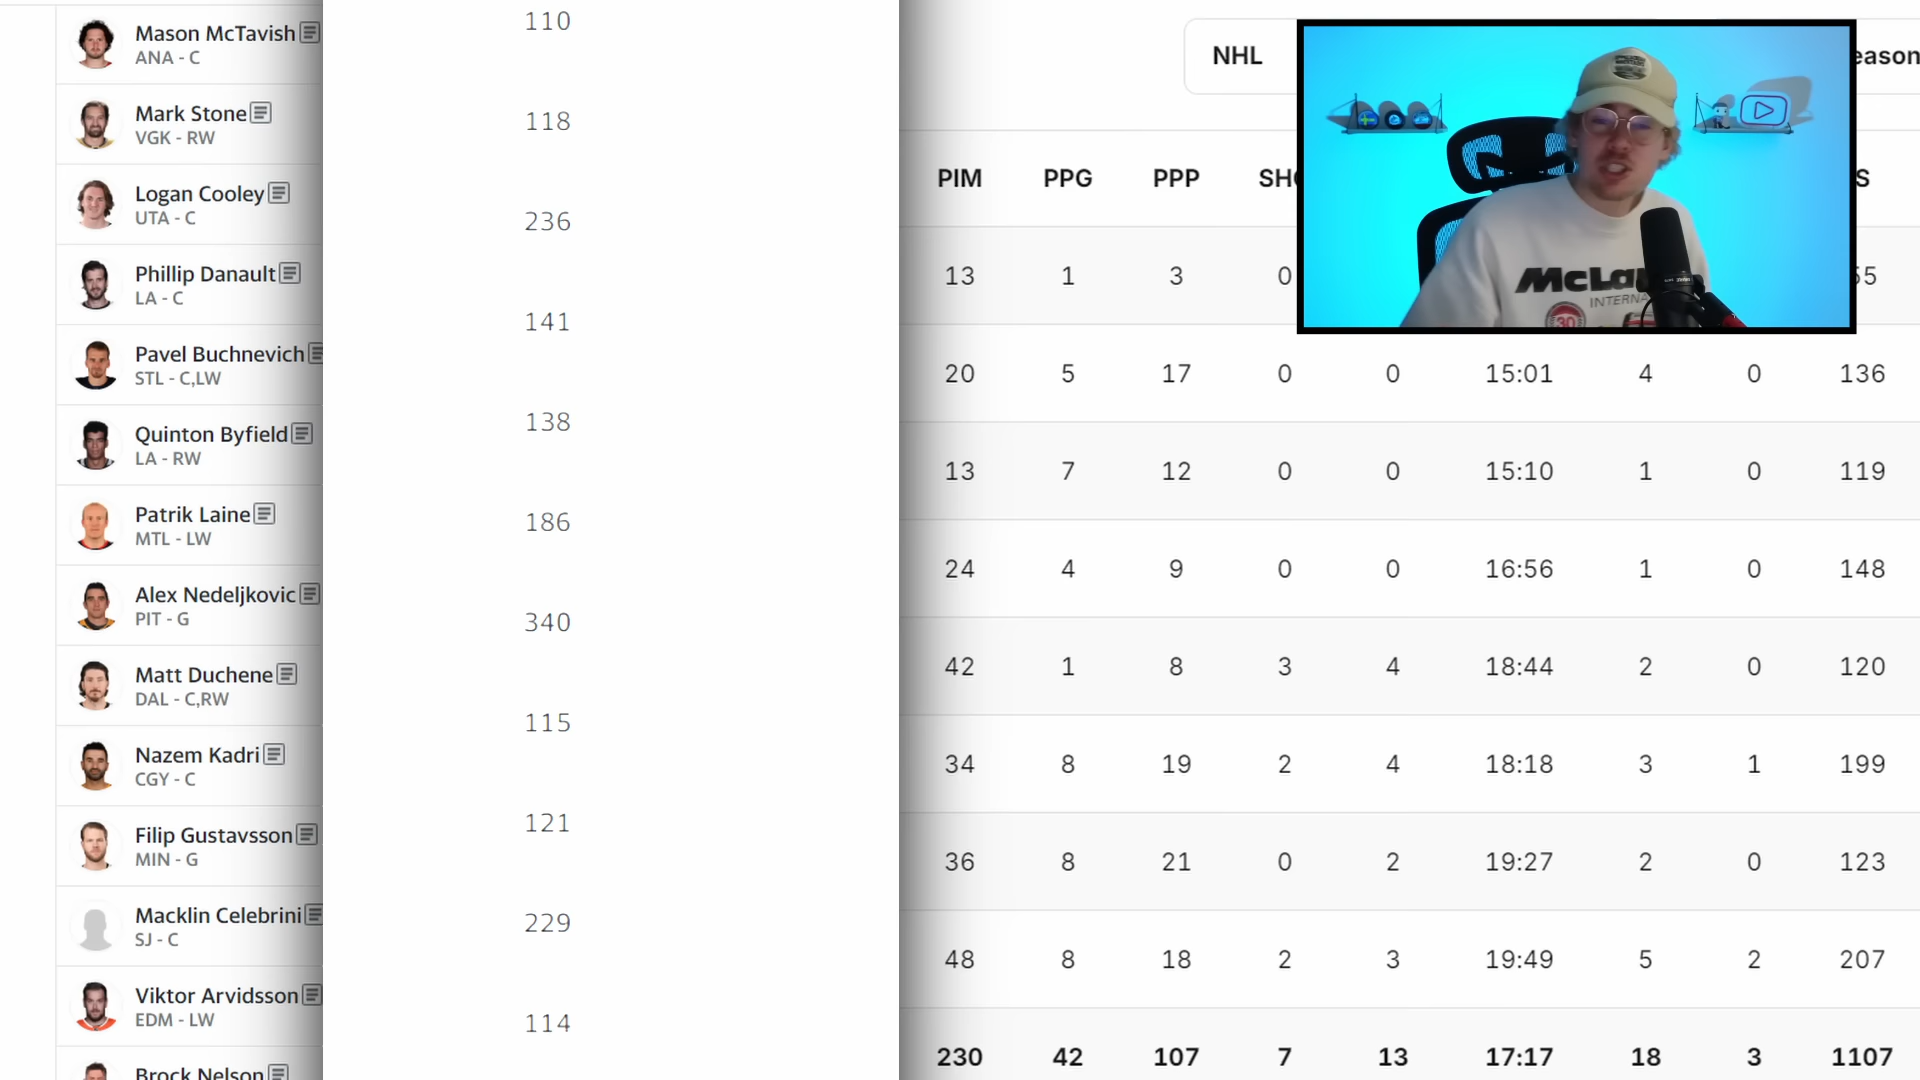 Mason McTavish
ANA - C
Mark Stone
VGK - RW
Logan Cooley
UTA - C
Phillip Danault
LA - C
Pavel Buchnevich
STL - C,LW
Quinton Byfield
LA - RW
Patrik Laine
MTL - LW
Alex Nedeljkovic
PIT - G
Matt Duchene
DAL - C,RW
Nazem Kadri
CGY - C
Filip Gustavsson
MIN - G
Macklin Celebrini
SJ - C
Viktor Arvidsson
EDM - LW
Brock Nelson
110
118
236
141
138
186
340
115
121
229
114
NHL
eason
PIM PPG PPP SH S
13 1 3 0 55
20 5 17 0 0 15:01 4 0 136
13 7 12 0 0 15:10 1 0 119
24 4 9 0 0 16:56 1 0 148
42 1 8 3 4 18:44 2 0 120
34 8 19 2 4 18:18 3 1 199
36 8 21 0 2 19:27 2 0 123
48 8 18 2 3 19:49 5 2 207
230 42 107 7 13 17:17 18 3 1107
McLa
INTERNA
30